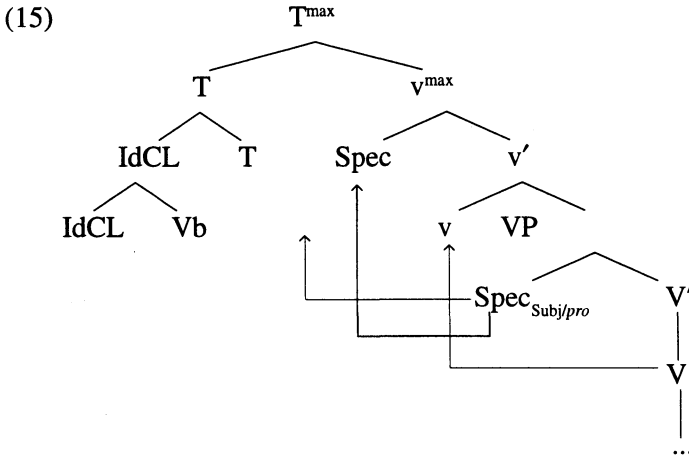 (15) Tmax
T vmax
IdCL T Spec v′
IdCL Vb v VP
SpecSubj/pro V′
V
...